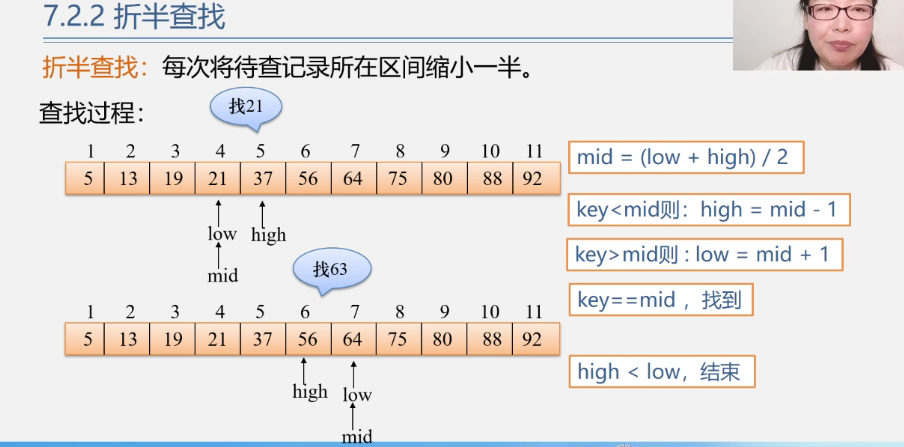 7.2.2 折半查找
折半查找：每次将待查记录所在区间缩小一半。
查找过程：
找21
1 2 3 4 5 6 7 8 9 10 11
5 13 19 21 37 56 64 75 80 88 92
low high
mid
找63
1 2 3 4 5 6 7 8 9 10 11
5 13 19 21 37 56 64 75 80 88 92
high low
mid
mid = (low + high) / 2
key<mid则：high = mid - 1
key>mid则 : low = mid + 1
key==mid ，找到
high < low，结束